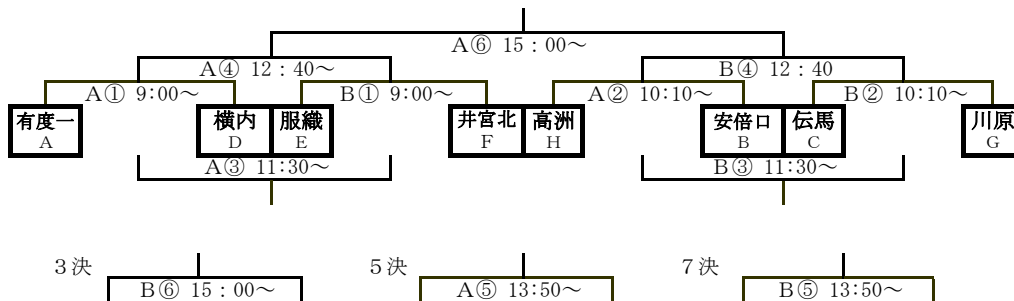 A⑥ 15：00～
A④ 12：40～ B④ 12：40
A① 9:00～ B① 9:00～ A② 10:10～ B② 10:10～
有度一 横内 服織 井宮北 高洲 安倍口 伝馬 川原
A D E F H B C G
A③ 11:30～ B③ 11:30～
３決 ５決 ７決
B⑥ 15：00～ A⑤ 13:50～ B⑤ 13:50～